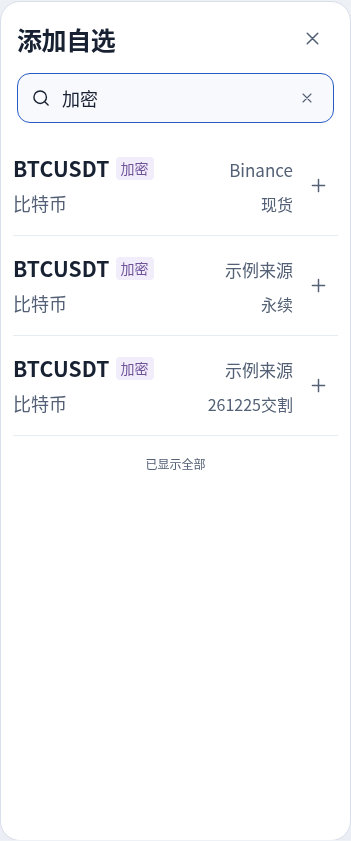 添加自选
加密
BTCUSDT 加密 Binance
比特币 现货
BTCUSDT 加密 示例来源
比特币 永续
BTCUSDT 加密 示例来源
比特币 261225交割
已显示全部